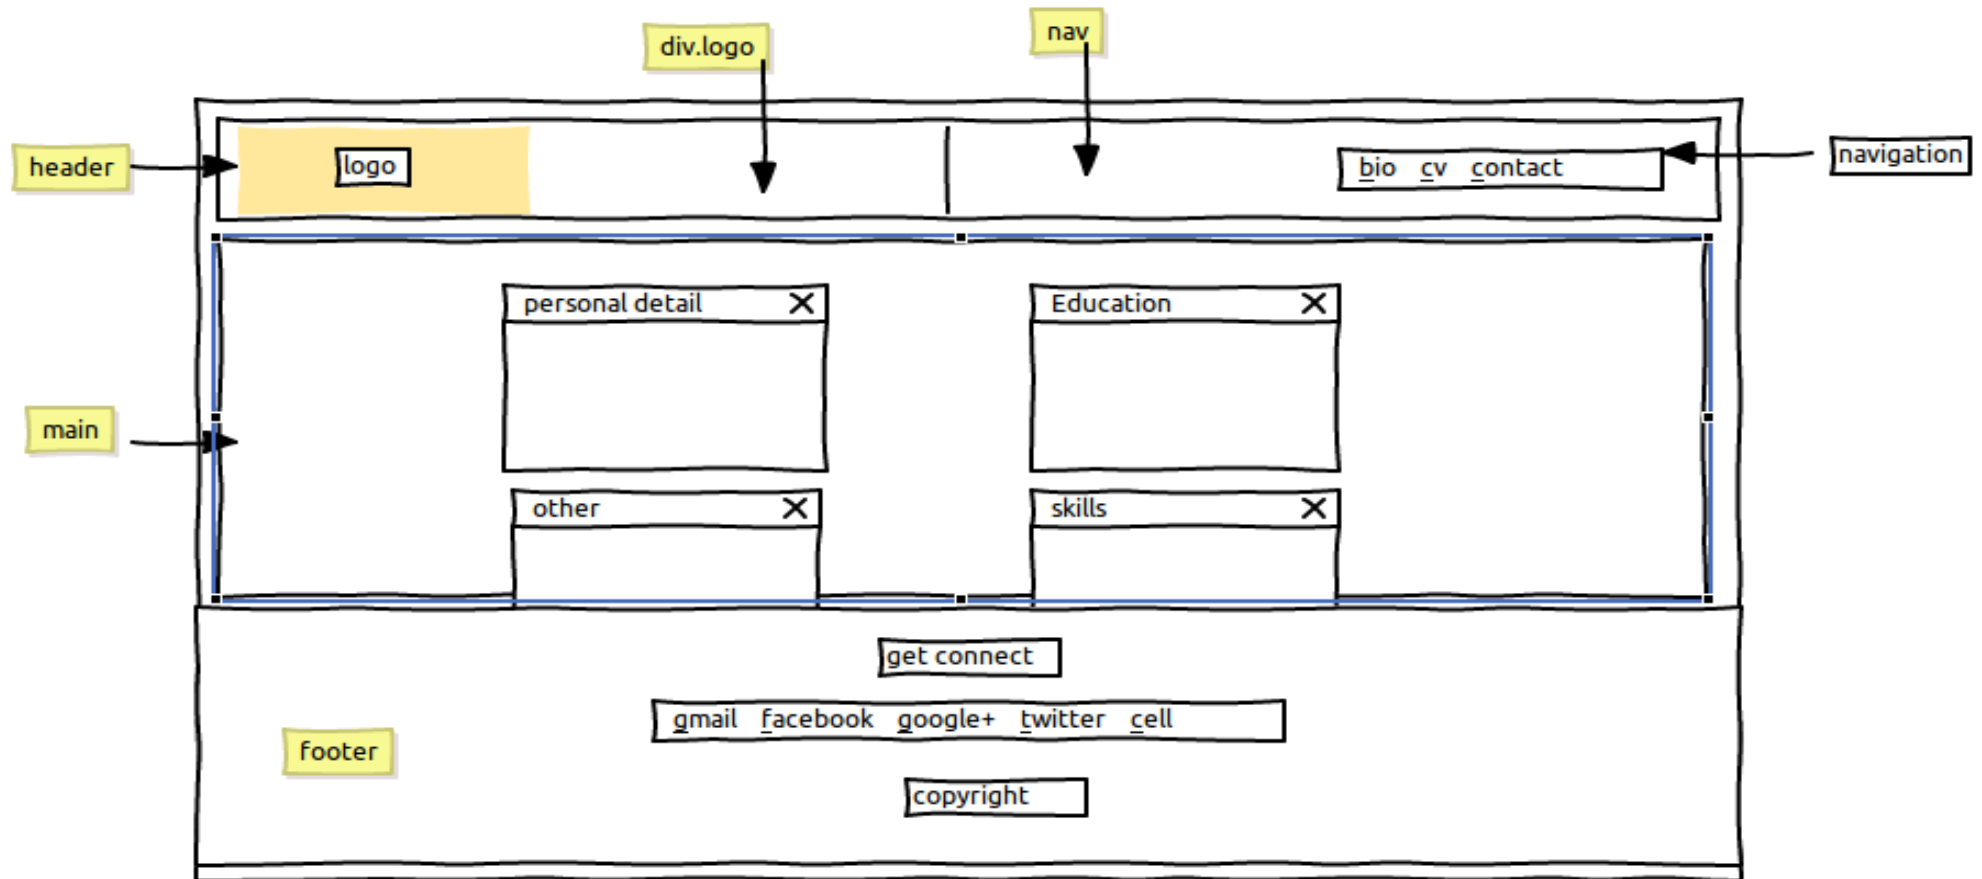 div.logo
nav
header
logo
bio cv contact
navigation
personal detail
Education
main
other
skills
get connect
gmail facebook google+ twitter cell
footer
copyright